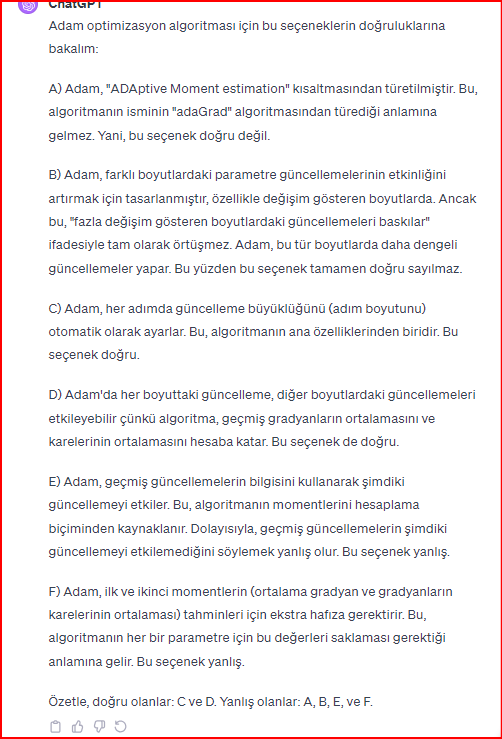 ChatGPT
Adam optimizasyon algoritması için bu seçeneklerin doğruluklarına
bakalım:
A) Adam, "ADAptive Moment estimation" kısaltmasından türetilmiştir. Bu,
algoritmanın isminin "adaGrad" algoritmasından türediği anlamına
gelmez. Yani, bu seçenek doğru değil.
B) Adam, farklı boyutlardaki parametre güncellemelerinin etkinliğini
artırmak için tasarlanmıştır, özellikle değişim gösteren boyutlarda. Ancak
bu, "fazla değişim gösteren boyutlardaki güncellemeleri baskılar"
ifadesiyle tam olarak örtüşmez. Adam, bu tür boyutlarda daha dengeli
güncellemeler yapar. Bu yüzden bu seçenek tamamen doğru sayılmaz.
C) Adam, her adımda güncelleme büyüklüğünü (adım boyutunu)
otomatik olarak ayarlar. Bu, algoritmanın ana özelliklerinden biridir. Bu
seçenek doğru.
D) Adam'da her boyuttaki güncelleme, diğer boyutlardaki güncellemeleri
etkileyebilir çünkü algoritma, geçmiş gradyanların ortalamasını ve
karelerinin ortalamasını hesaba katar. Bu seçenek de doğru.
E) Adam, geçmiş güncellemelerin bilgisini kullanarak şimdiki
güncellemeyi etkiler. Bu, algoritmanın momentlerini hesaplama
biçiminden kaynaklanır. Dolayısıyla, geçmiş güncellemelerin şimdiki
güncellemeyi etkilemediğini söylemek yanlış olur. Bu seçenek yanlış.
F) Adam, ilk ve ikinci momentlerin (ortalama gradyan ve gradyanların
karelerinin ortalaması) tahminleri için ekstra hafıza gerektirir. Bu,
algoritmanın her bir parametre için bu değerleri saklaması gerektiği
anlamına gelir. Bu seçenek yanlış.
Özetle, doğru olanlar: C ve D. Yanlış olanlar: A, B, E, ve F.